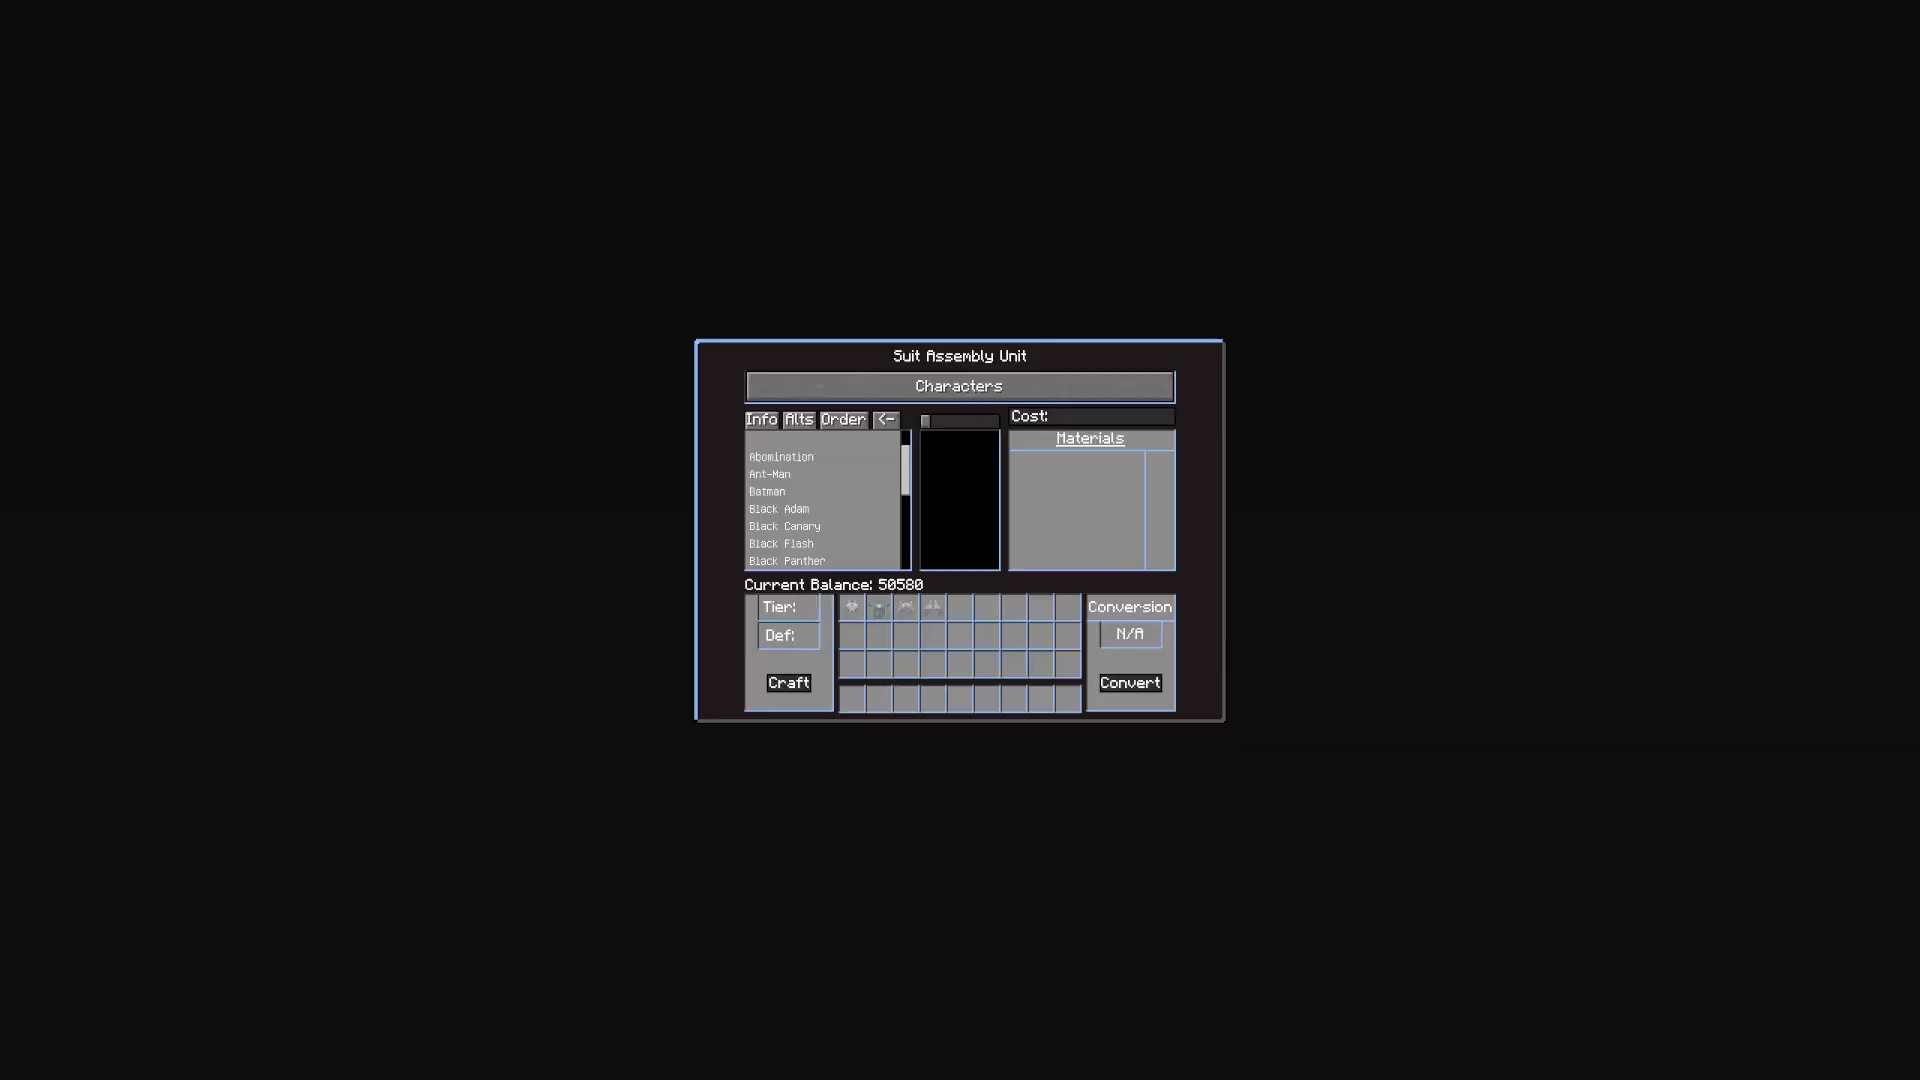 Suit Assembly Unit
Characters
Info Alts Order <-
Cost:
Materials
Abomination
Ant-Man
Batman
Black Adam
Black Canary
Black Flash
Black Panther
Current Balance: 50580
Tier:
Def:
Craft
Conversion
N/A
Convert